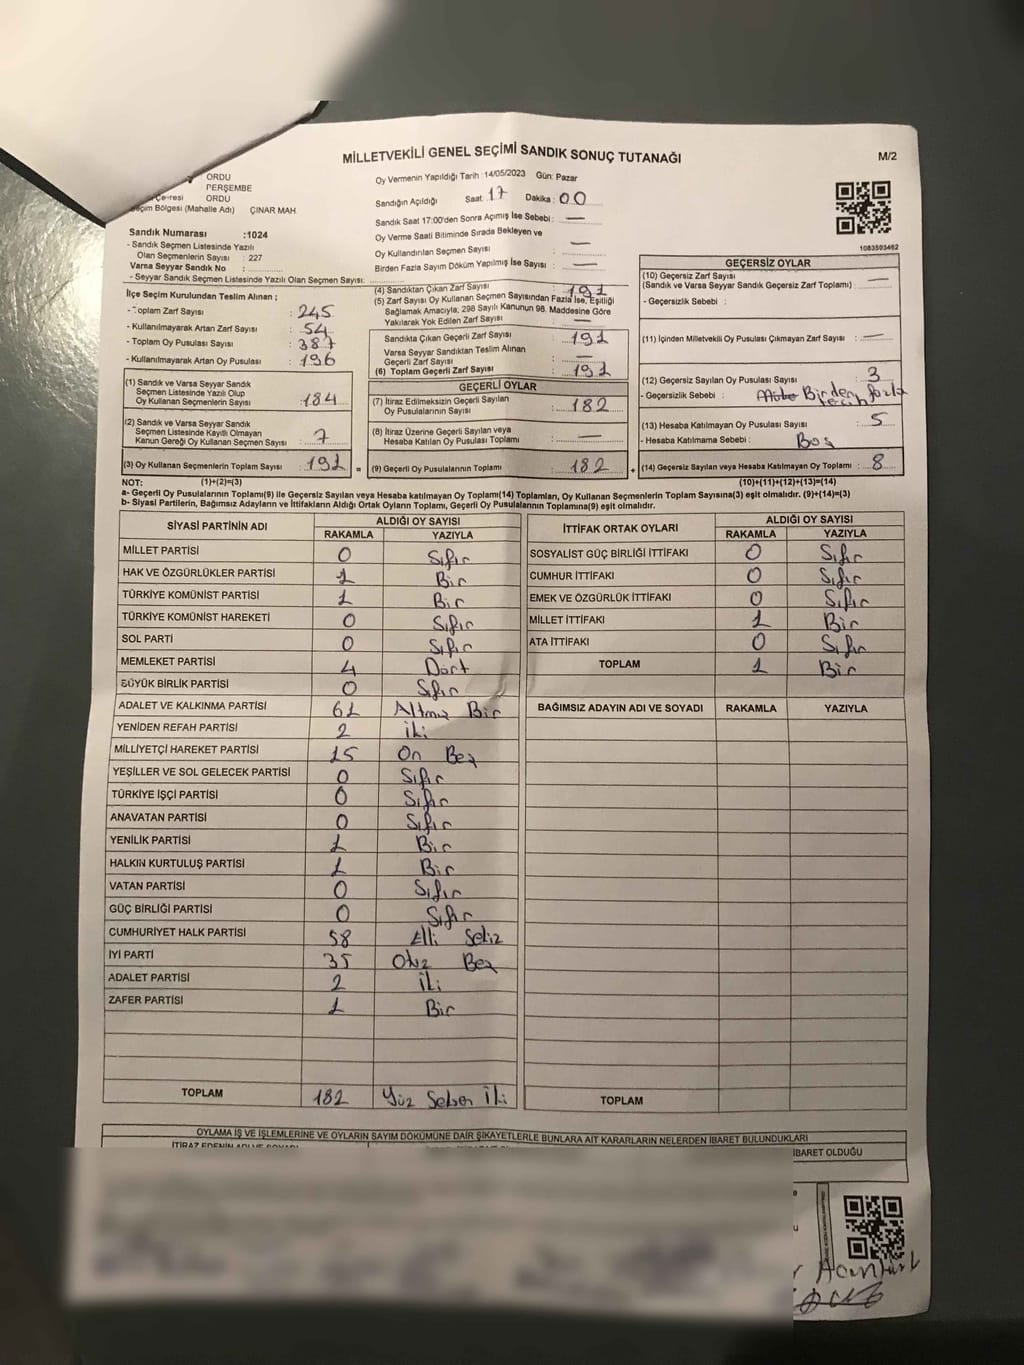 MİLLETVEKİLİ GENEL SEÇİMİ SANDIK SONUÇ TUTANAĞI
M/2
ORDU
PERŞEMBE
ORDU
Seçim Bölgesi (Mahalle Adı) ÇINAR MAH.
Sandık Numarası :1024
- Sandık Seçmen Listesinde Yazılı
Olan Seçmenlerin Sayısı : 227
Varsa Seyyar Sandık No :
- Seyyar Sandık Seçmen Listesinde Yazılı Olan Seçmen Sayısı:
Oy Vermenin Yapıldığı Tarih : 14/05/2023 Gün: Pazar
Sandığın Açıldığı Saat: 17 Dakika: 00
Sandık Saat 17:00'den Sonra Açımış İse Sebebi : —
Oy Verme Saati Bitiminde Sırada Bekleyen ve
Oy Kullandırılan Seçmen Sayısı : —
Birden Fazla Sayım Döküm Yapılmış İse Sayısı : —
1083593462
İlçe Seçim Kurulundan Teslim Alınan ;
- Toplam Zarf Sayısı : 245
- Kullanılmayarak Artan Zarf Sayısı : 54
- Toplam Oy Pusulası Sayısı : 387
- Kullanılmayarak Artan Oy Pusulası : 196
(1) Sandık ve Varsa Seyyar Sandık
Seçmen Listesinde Yazılı Olup
Oy Kullanan Seçmenlerin Sayısı : 184
(2) Sandık ve Varsa Seyyar Sandık
Seçmen Listesinde Kayıtlı Olmayan
Kanun Gereği Oy Kullanan Seçmen Sayısı : 7
(3) Oy Kullanan Seçmenlerin Toplam Sayısı : 191 =
(4) Sandıktan Çıkan Zarf Sayısı : 191
(5) Zarf Sayısı Oy Kullanan Seçmen Sayısından Fazla İse, Eşitliği
Sağlamak Amacıyla; 298 Sayılı Kanunun 98. Maddesine Göre
Yakılarak Yok Edilen Zarf Sayısı : —
Sandıkta Çıkan Geçerli Zarf Sayısı : 191
Varsa Seyyar Sandıktan Teslim Alınan
Geçerli Zarf Sayısı : —
(6) Toplam Geçerli Zarf Sayısı : 191
GEÇERLİ OYLAR
(7) İtiraz Edilmeksizin Geçerli Sayılan
Oy Pusulalarının Sayısı : 182
(8) İtiraz Üzerine Geçerli Sayılan veya
Hesaba Katılan Oy Pusulası Toplamı : —
(9) Geçerli Oy Pusulalarının Toplamı : 182 +
GEÇERSİZ OYLAR
(10) Geçersiz Zarf Sayısı
(Sandık ve Varsa Seyyar Sandık Geçersiz Zarf Toplamı) : —
- Geçersizlik Sebebi :
(11) İçinden Milletvekili Oy Pusulası Çıkmayan Zarf Sayısı : —
(12) Geçersiz Sayılan Oy Pusulası Sayısı : 3
- Geçersizlik Sebebi : Birden fazla
tercih
(13) Hesaba Katılmayan Oy Pusulası Sayısı : 5
- Hesaba Katılmama Sebebi : Boş
(14) Geçersiz Sayılan veya Hesaba Katılmayan Oy Toplamı : 8
NOT: (1)+(2)=(3) (10)+(11)+(12)+(13)=(14)
a- Geçerli Oy Pusulalarının Toplamı(9) ile Geçersiz Sayılan veya Hesaba katılmayan Oy Toplamı(14) Toplamları, Oy Kullanan Seçmenlerin Toplam Sayısına(3) eşit olmalıdır. (9)+(14)=(3)
b- Siyasi Partilerin, Bağımsız Adayların ve İttifakların Aldığı Ortak Oyların Toplamı, Geçerli Oy Pusulalarının Toplamına(9) eşit olmalıdır.
SİYASİ PARTİNİN ADI ALDIĞI OY SAYISI
RAKAMLA YAZIYLA
MİLLET PARTİSİ 0 Sıfır
HAK VE ÖZGÜRLÜKLER PARTİSİ 1 Bir
TÜRKİYE KOMÜNİST PARTİSİ 1 Bir
TÜRKİYE KOMÜNİST HAREKETİ 0 Sıfır
SOL PARTİ 0 Sıfır
MEMLEKET PARTİSİ 4 Dört
BÜYÜK BİRLİK PARTİSİ 0 Sıfır
ADALET VE KALKINMA PARTİSİ 61 Altmış Bir
YENİDEN REFAH PARTİSİ 2 İki
MİLLİYETÇİ HAREKET PARTİSİ 15 On Beş
YEŞİLLER VE SOL GELECEK PARTİSİ 0 Sıfır
TÜRKİYE İŞÇİ PARTİSİ 0 Sıfır
ANAVATAN PARTİSİ 0 Sıfır
YENİLİK PARTİSİ 1 Bir
HALKIN KURTULUŞ PARTİSİ 1 Bir
VATAN PARTİSİ 0 Sıfır
GÜÇ BİRLİĞİ PARTİSİ 0 Sıfır
CUMHURİYET HALK PARTİSİ 58 Elli Sekiz
İYİ PARTİ 35 Otuz Beş
ADALET PARTİSİ 2 İki
ZAFER PARTİSİ 1 Bir
TOPLAM 182 Yüz Seksen İki
İTTİFAK ORTAK OYLARI ALDIĞI OY SAYISI
RAKAMLA YAZIYLA
SOSYALİST GÜÇ BİRLİĞİ İTTİFAKI 0 Sıfır
CUMHUR İTTİFAKI 0 Sıfır
EMEK VE ÖZGÜRLÜK İTTİFAKI 0 Sıfır
MİLLET İTTİFAKI 1 Bir
ATA İTTİFAKI 0 Sıfır
TOPLAM 1 Bir
BAĞIMSIZ ADAYIN ADI VE SOYADI RAKAMLA YAZIYLA
TOPLAM
OYLAMA İŞ VE İŞLEMLERİNE VE OYLARIN SAYIM DÖKÜMÜNE DAİR ŞİKAYETLERLE BUNLARA AİT KARARLARIN NELERDEN İBARET BULUNDUKLARI
İBARET OLDUĞU